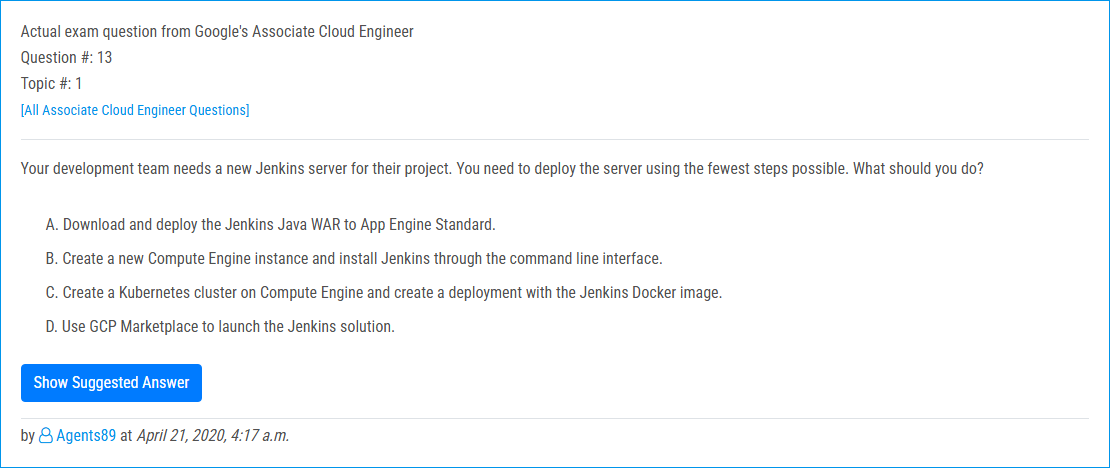 Actual exam question from Google's Associate Cloud Engineer
Question #: 13
Topic #: 1
[All Associate Cloud Engineer Questions]
Your development team needs a new Jenkins server for their project. You need to deploy the server using the fewest steps possible. What should you do?
A. Download and deploy the Jenkins Java WAR to App Engine Standard.
B. Create a new Compute Engine instance and install Jenkins through the command line interface.
C. Create a Kubernetes cluster on Compute Engine and create a deployment with the Jenkins Docker image.
D. Use GCP Marketplace to launch the Jenkins solution.
Show Suggested Answer
by Agents89 at April 21, 2020, 4:17 a.m.